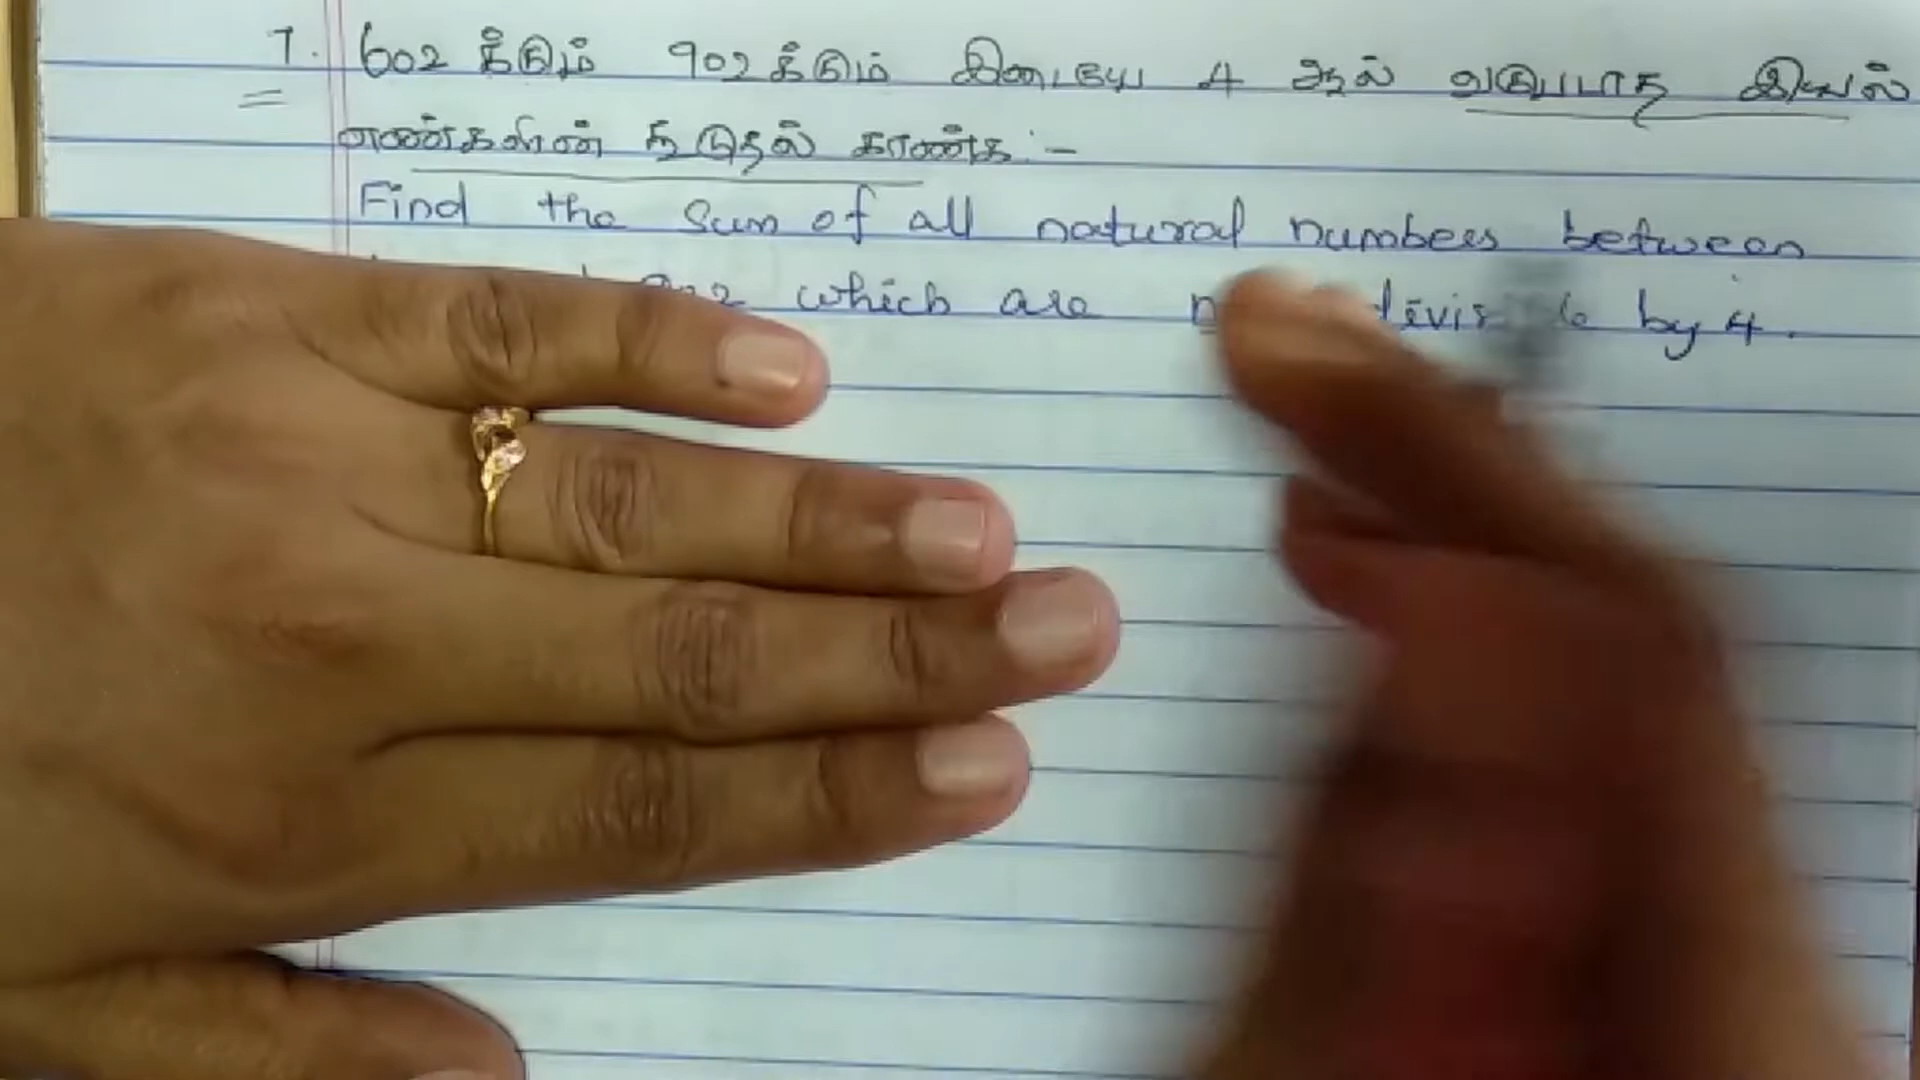 7. 602 க்கும் 902 க்கும் இடையே 4 ஆல் வகுபடாத இயல்
எண்களின் கூடுதல் காண்க :-
Find the Sum of all natural numbers between
which are by 4.